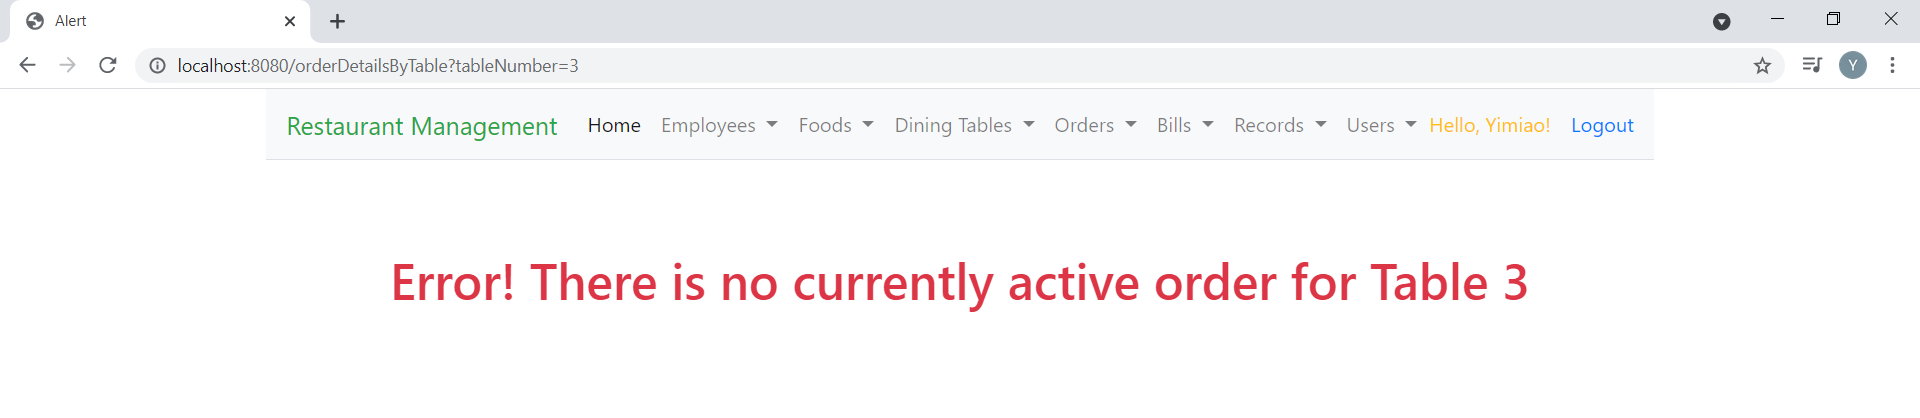 Alert
localhost:8080/orderDetailsByTable?tableNumber=3
Y
Restaurant Management Home Employees Foods Dining Tables Orders Bills Records Users Hello, Yimiao! Logout
Error! There is no currently active order for Table 3